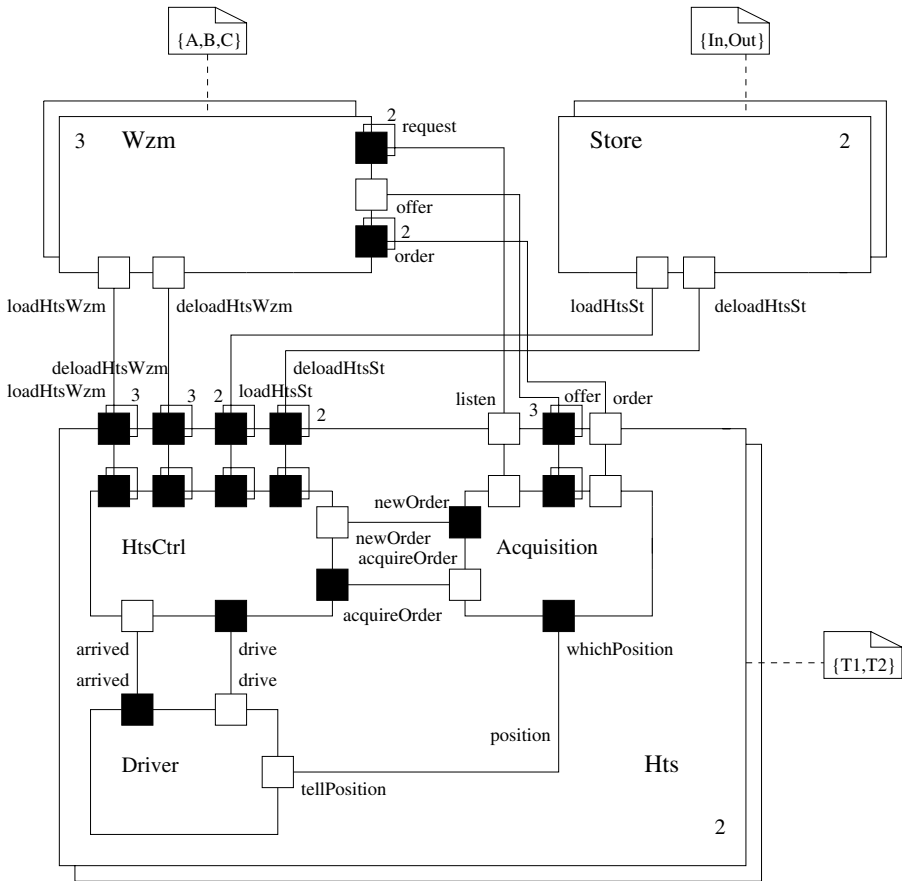 {A,B,C}
{In,Out}
2
request
3
Wzm
Store
2
offer
2
order
loadHtsWzm
deloadHtsWzm
loadHtsSt
deloadHtsSt
deloadHtsWzm
deloadHtsSt
loadHtsWzm
3
3
2
loadHtsSt
2
listen
3
offer
order
newOrder
HtsCtrl
newOrder
Acquisition
acquireOrder
acquireOrder
arrived
drive
whichPosition
{T1,T2}
arrived
drive
position
Driver
Hts
tellPosition
2